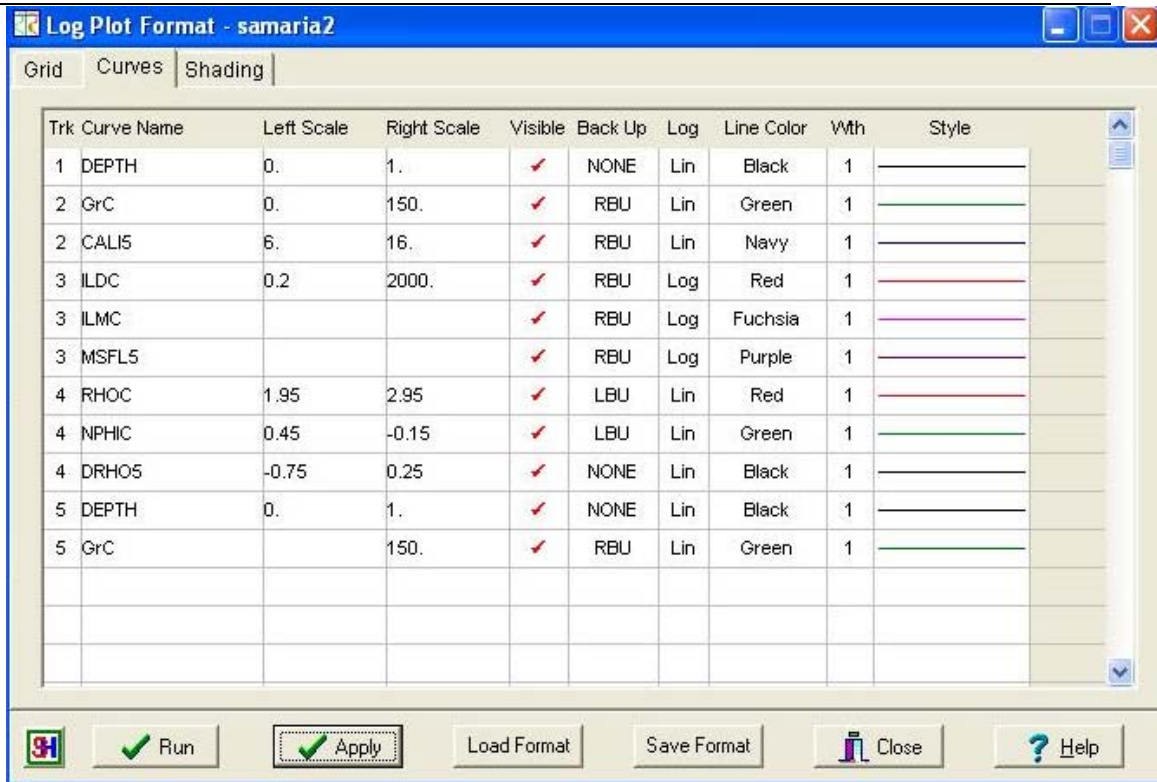 Log Plot Format - samaria2
Grid Curves Shading
Trk Curve Name Left Scale Right Scale Visible Back Up Log Line Color Wth Style
1 DEPTH 0. 1. NONE Lin Black 1
2 GrC 0. 150. RBU Lin Green 1
2 CALI5 6. 16. RBU Lin Navy 1
3 ILDC 0.2 2000. RBU Log Red 1
3 ILMC RBU Log Fuchsia 1
3 MSFL5 RBU Log Purple 1
4 RHOC 1.95 2.95 LBU Lin Red 1
4 NPHIC 0.45 -0.15 LBU Lin Green 1
4 DRHO5 -0.75 0.25 NONE Lin Black 1
5 DEPTH 0. 1. NONE Lin Black 1
5 GrC 150. RBU Lin Green 1
Run Apply Load Format Save Format Close Help